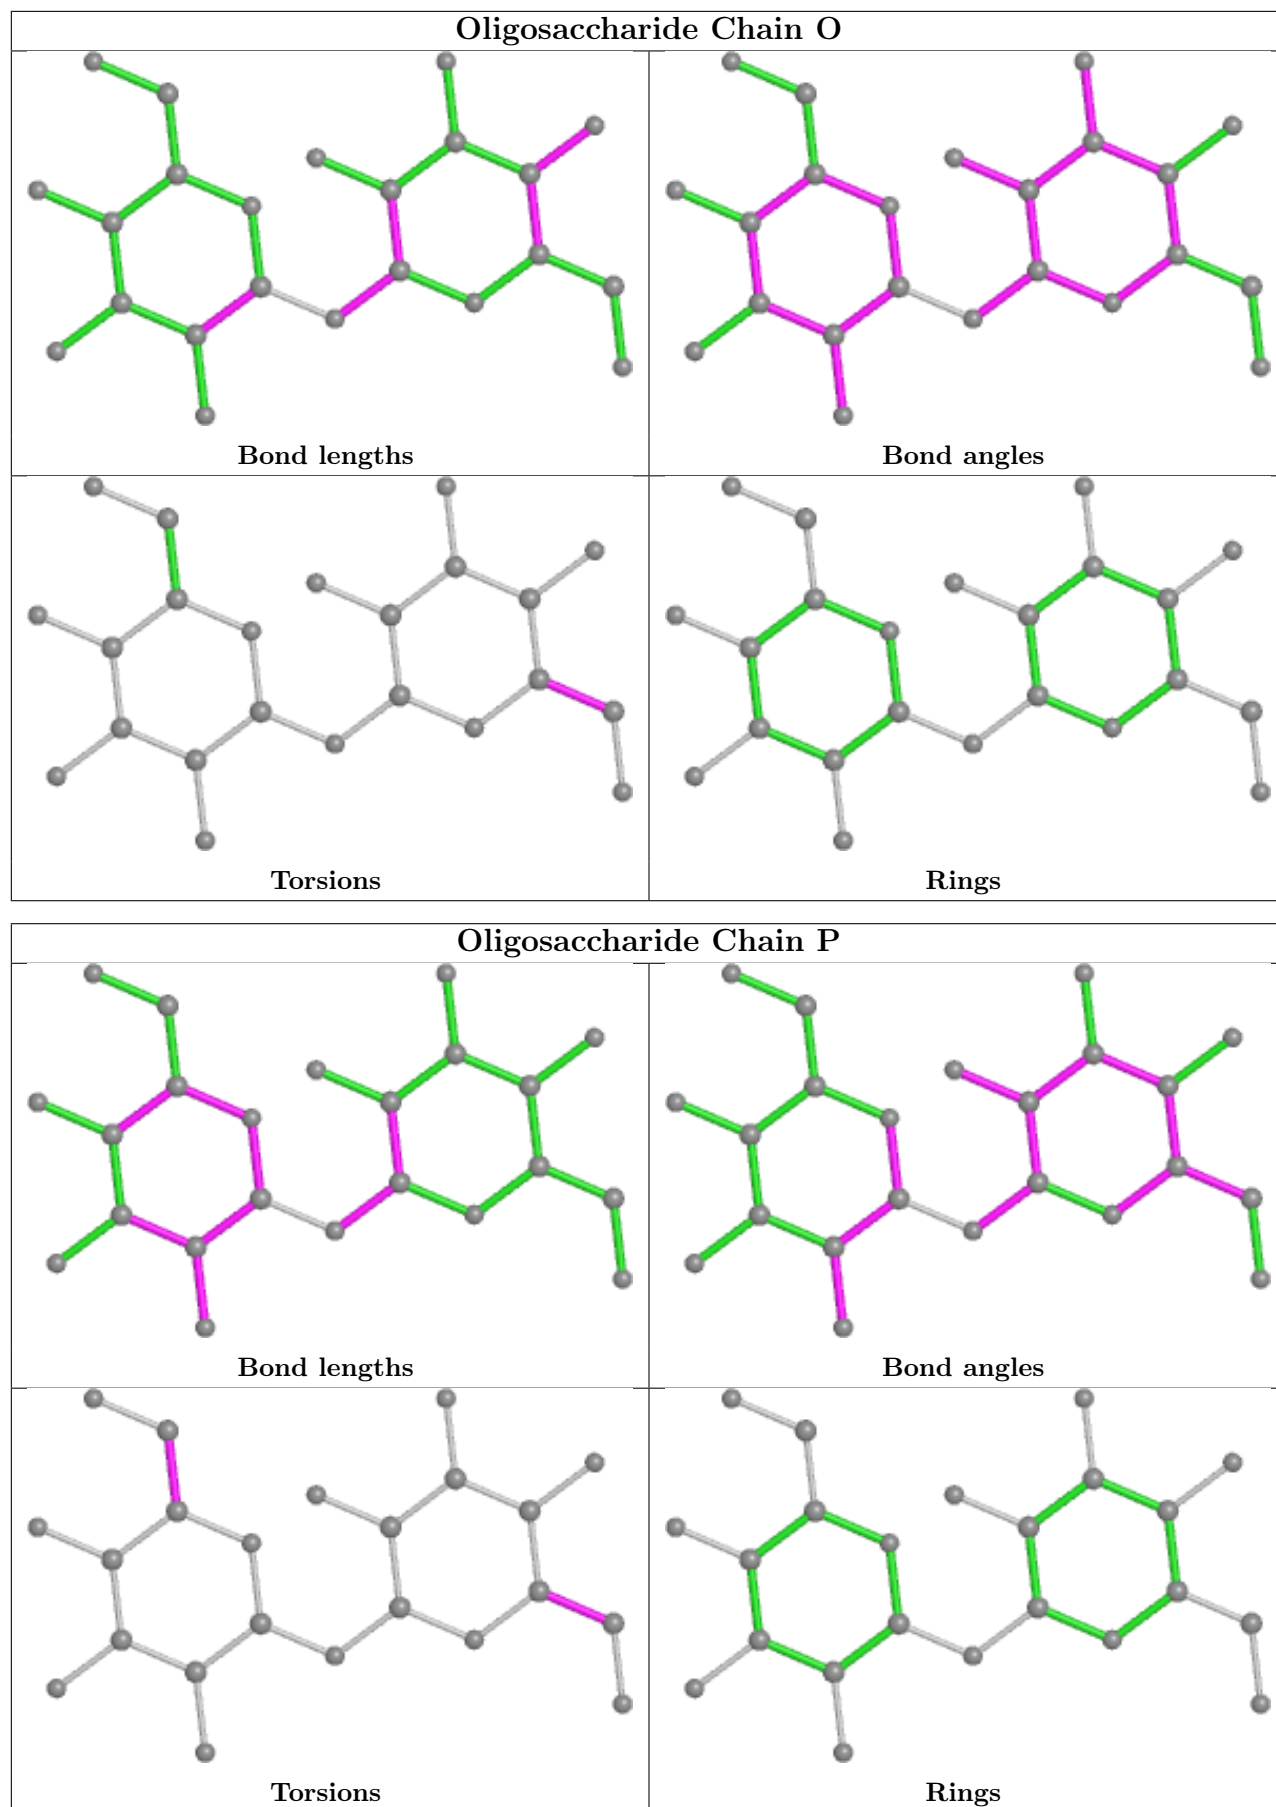 Oligosaccharide Chain O
Bond lengths
Bond angles
Torsions
Rings
Oligosaccharide Chain P
Bond lengths
Bond angles
Torsions
Rings